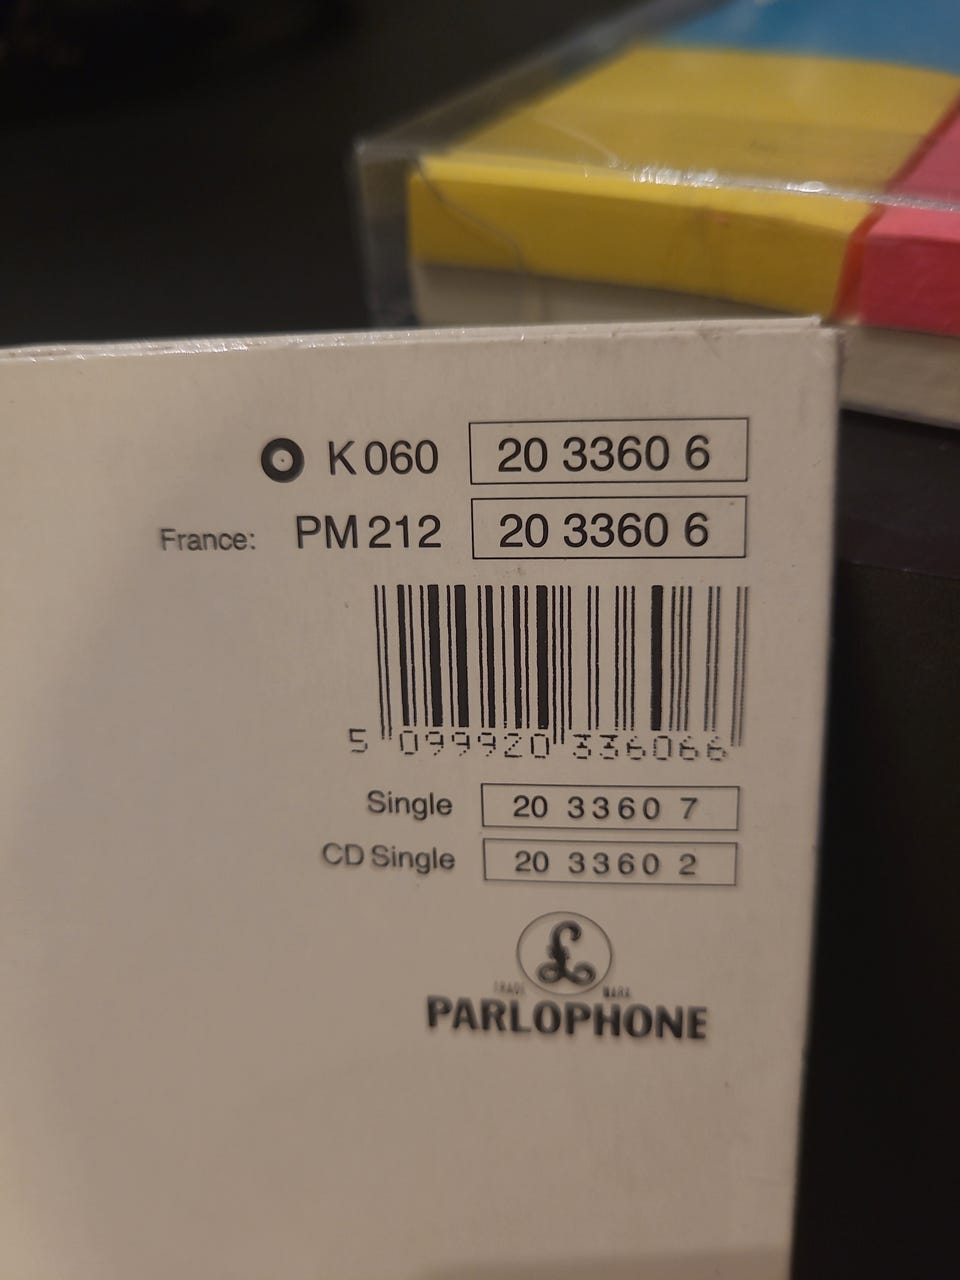 K 060 20 3360 6
France: PM 212 20 3360 6
5 099920 336066
Single 20 3360 7
CD Single 20 3360 2
£
TRADE MARK
PARLOPHONE